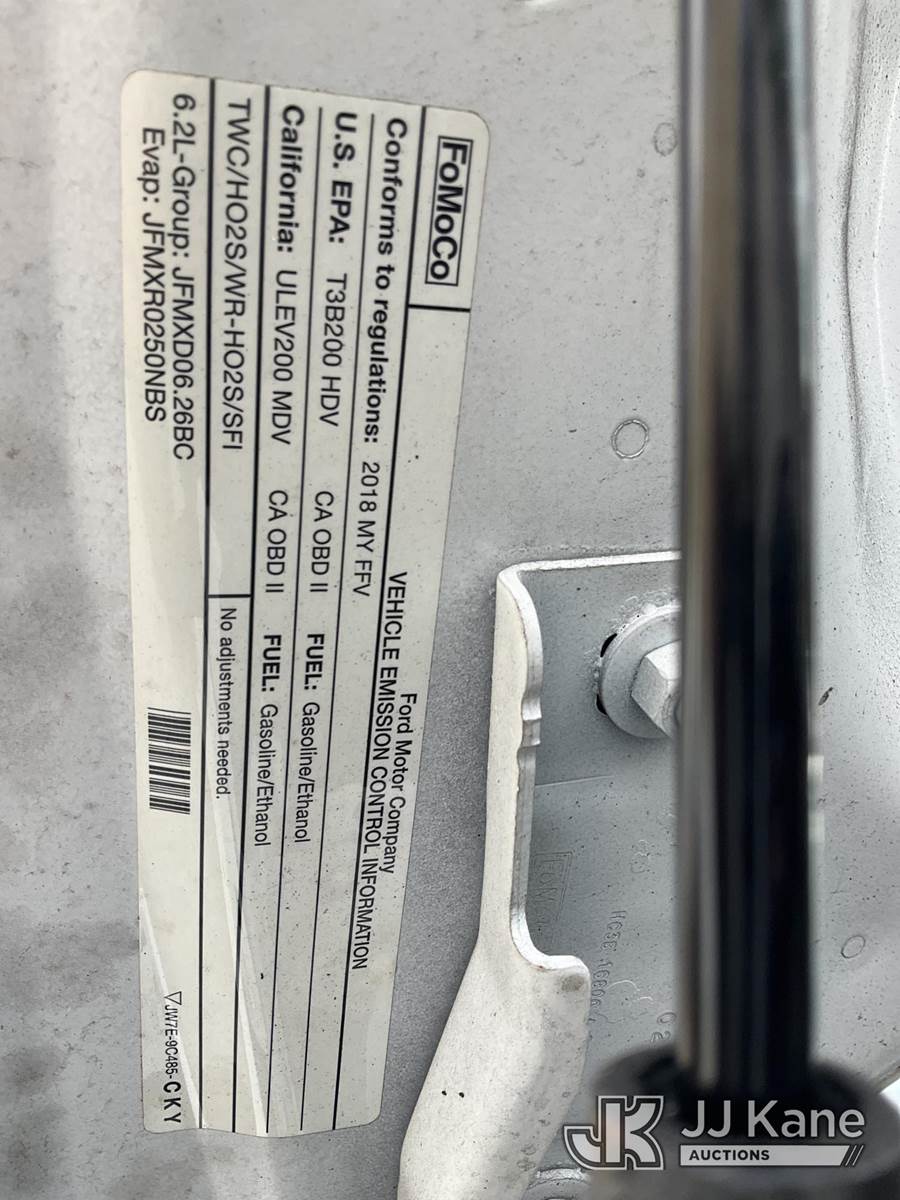 FoMoCo
Ford Motor Company
VEHICLE EMISSION CONTROL INFORMATION
Conforms to regulations: 2018 MY FFV
U.S. EPA: T3B200 HDV CA OBD II FUEL: Gasoline/Ethanol
California: ULEV200 MDV CA OBD II FUEL: Gasoline/Ethanol
TWC/HO2S/WR-HO2S/SFI
No adjustments needed.
6.2L-Group: JFMXD06.26BC
Evap: JFMXR0250NBS
JW7E-9C485-CKY
JK JJ Kane
AUCTIONS